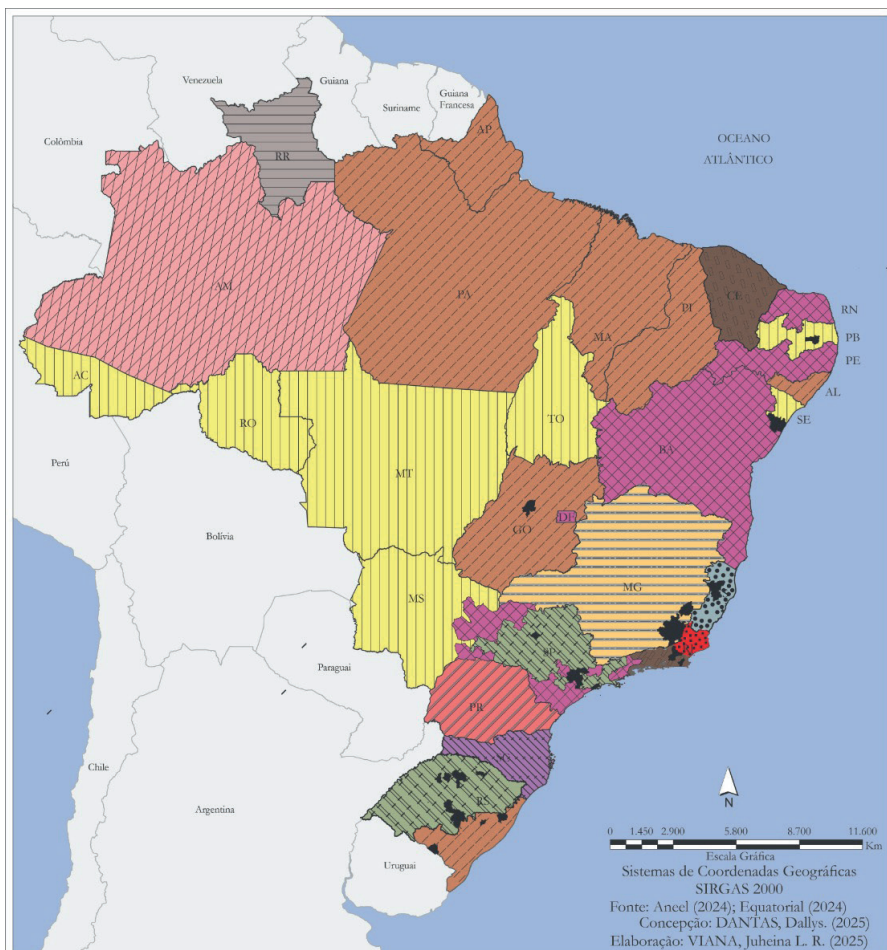 Venezuela
Guiana
Suriname
Guiana
Francesa
Colômbia
OCEANO
ATLÂNTICO
RR
AP
AM
PA
MA
PI
CE
RN
PB
PE
AL
SE
AC
RO
TO
BA
MT
Perú
Bolívia
GO
DF
MG
MS
SP
Paraguai
PR
SC
RS
Chile
Argentina
Uruguai
N
0 1.450 2.900 5.800 8.700 11.600
Km
Escala Gráfica
Sistemas de Coordenadas Geográficas
SIRGAS 2000
Fonte: Aneel (2024); Equatorial (2024)
Concepção: DANTAS, Dallys. (2025)
Elaboração: VIANA, Juheina L. R. (2025)